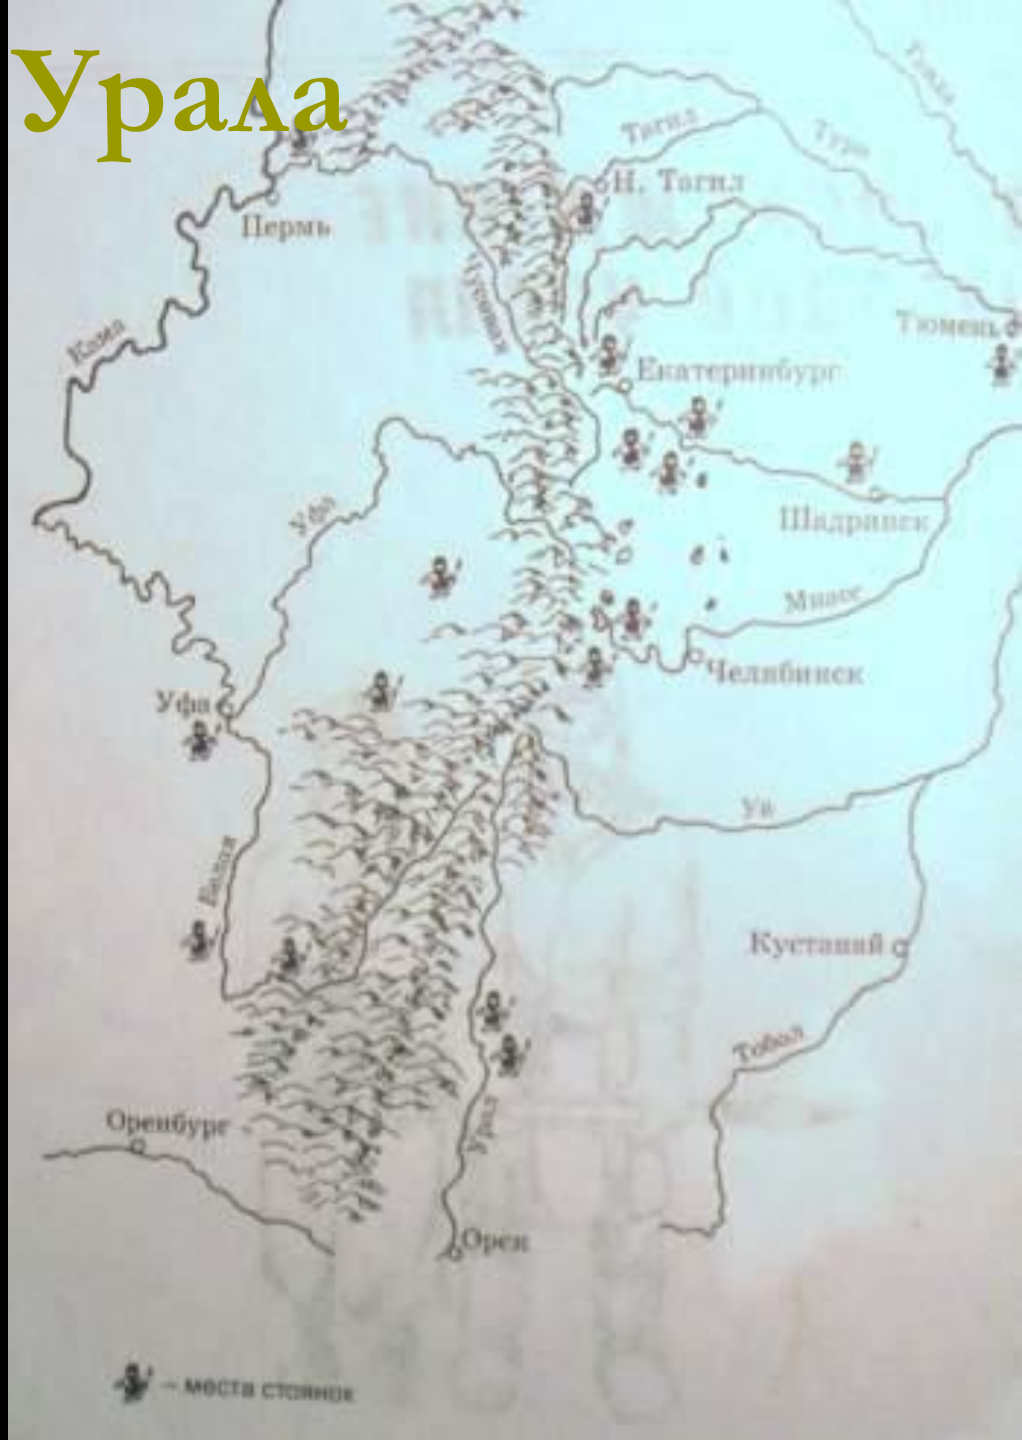 Урала
Тавда
Тагил
Тура
Н. Тагил
Пермь
Чусовая
Тюмень
Кама
Екатеринбург
Уфа
Шадринск
Миасс
Челябинск
Уфа
Уй
Белая
Кустанай
Тобол
Оренбург
Урал
Орск
– места стоянок